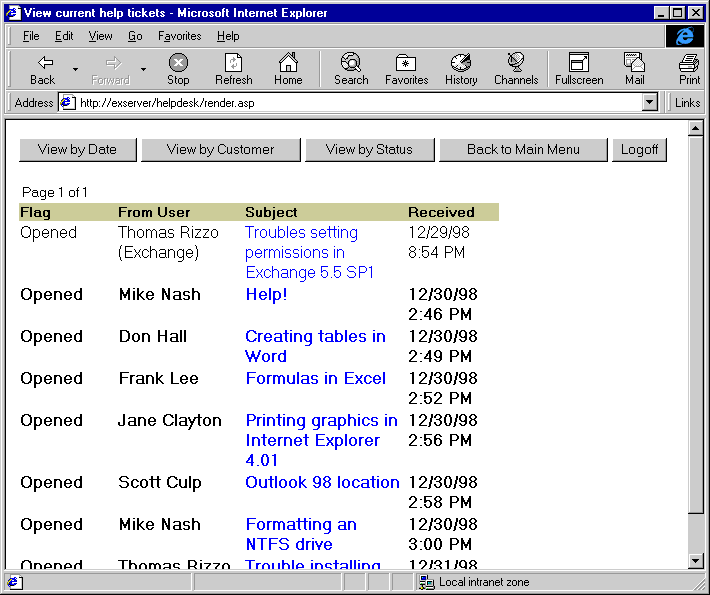 View current help tickets - Microsoft Internet Explorer
File Edit View Go Favorites Help
Back Forward Stop Refresh Home Search Favorites History Channels Fullscreen Mail Print
Address http://exserver/helpdesk/render.asp Links
View by Date View by Customer View by Status Back to Main Menu Logoff
Page 1 of 1
Flag From User Subject Received
Opened Thomas Rizzo Troubles setting 12/29/98
(Exchange) permissions in 8:54 PM
Exchange 5.5 SP1
Opened Mike Nash Help! 12/30/98
2:46 PM
Opened Don Hall Creating tables in 12/30/98
Word 2:49 PM
Opened Frank Lee Formulas in Excel 12/30/98
2:52 PM
Opened Jane Clayton Printing graphics in 12/30/98
Internet Explorer 2:56 PM
4.01
Opened Scott Culp Outlook 98 location 12/30/98
2:58 PM
Opened Mike Nash Formatting an 12/30/98
NTFS drive 3:00 PM
Opened Thomas Rizzo Trouble installing 12/31/98
Local intranet zone